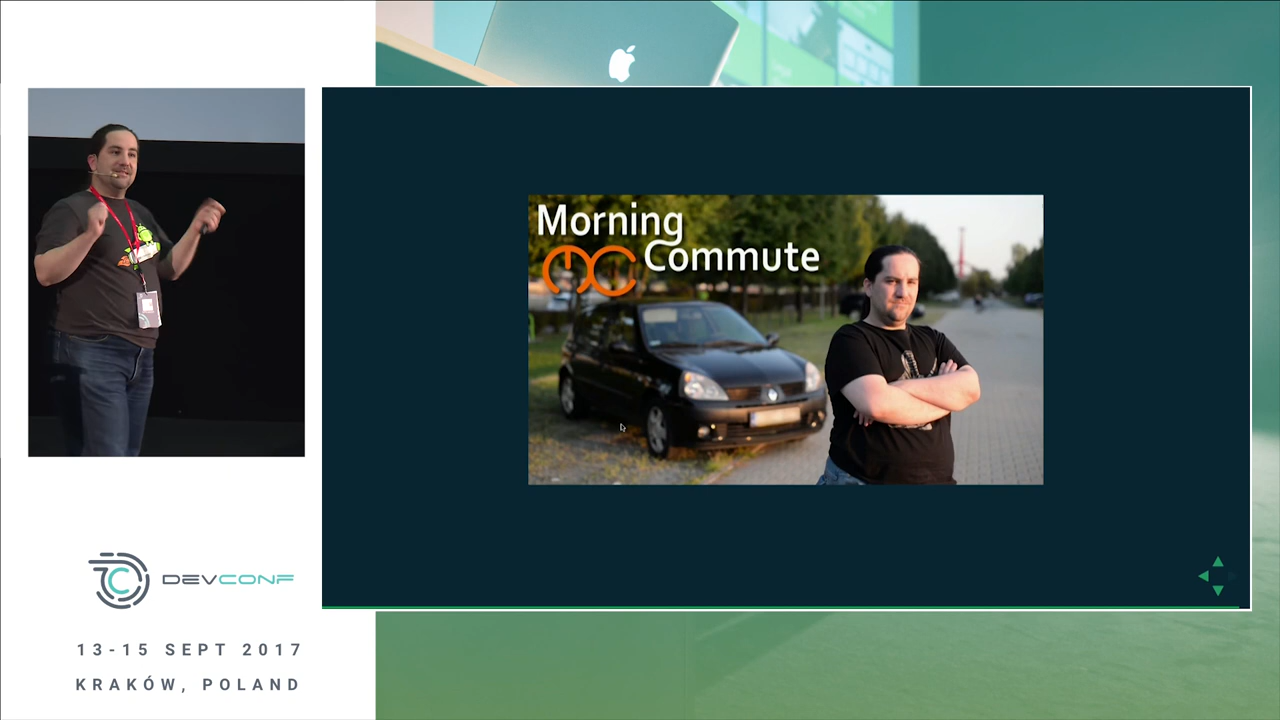 Morning
Commute
DEVCONF
13-15 SEPT 2017
KRAKÓW, POLAND